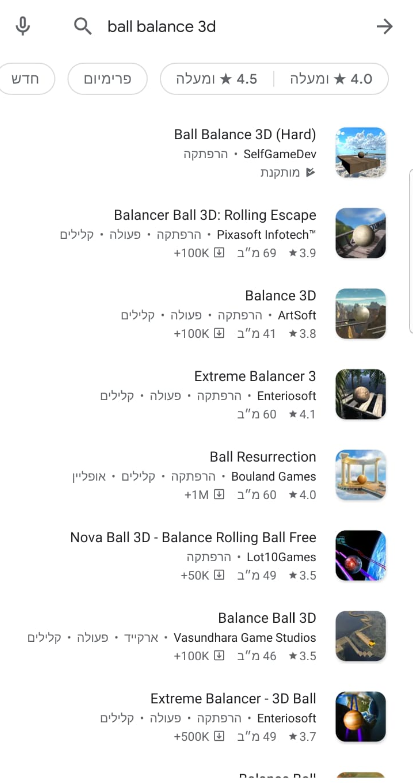 ball balance 3d
4.0 ★ ומעלה
4.5 ★ ומעלה
פרימיום
חדש
Ball Balance 3D (Hard)
SelfGameDev • הרפתקה
מותקנת
Balancer Ball 3D: Rolling Escape
Pixasoft Infotech™ • הרפתקה • פעולה • קלילים
3.9★ 69 מ״ב 100K+
Balance 3D
ArtSoft • הרפתקה • פעולה • קלילים
3.8★ 41 מ״ב 100K+
Extreme Balancer 3
Enteriosoft • הרפתקה • פעולה • קלילים
4.1★ 60 מ״ב
Ball Resurrection
Bouland Games • הרפתקה • קלילים • אופליין
4.0★ 60 מ״ב 1M+
Nova Ball 3D - Balance Rolling Ball Free
Lot10Games • הרפתקה
3.5★ 49 מ״ב 50K+
Balance Ball 3D
Vasundhara Game Studios • ארקייד • פעולה • קלילים
3.5★ 46 מ״ב 100K+
Extreme Balancer - 3D Ball
Enteriosoft • הרפתקה • פעולה • קלילים
3.7★ 49 מ״ב 500K+
Balance Ball